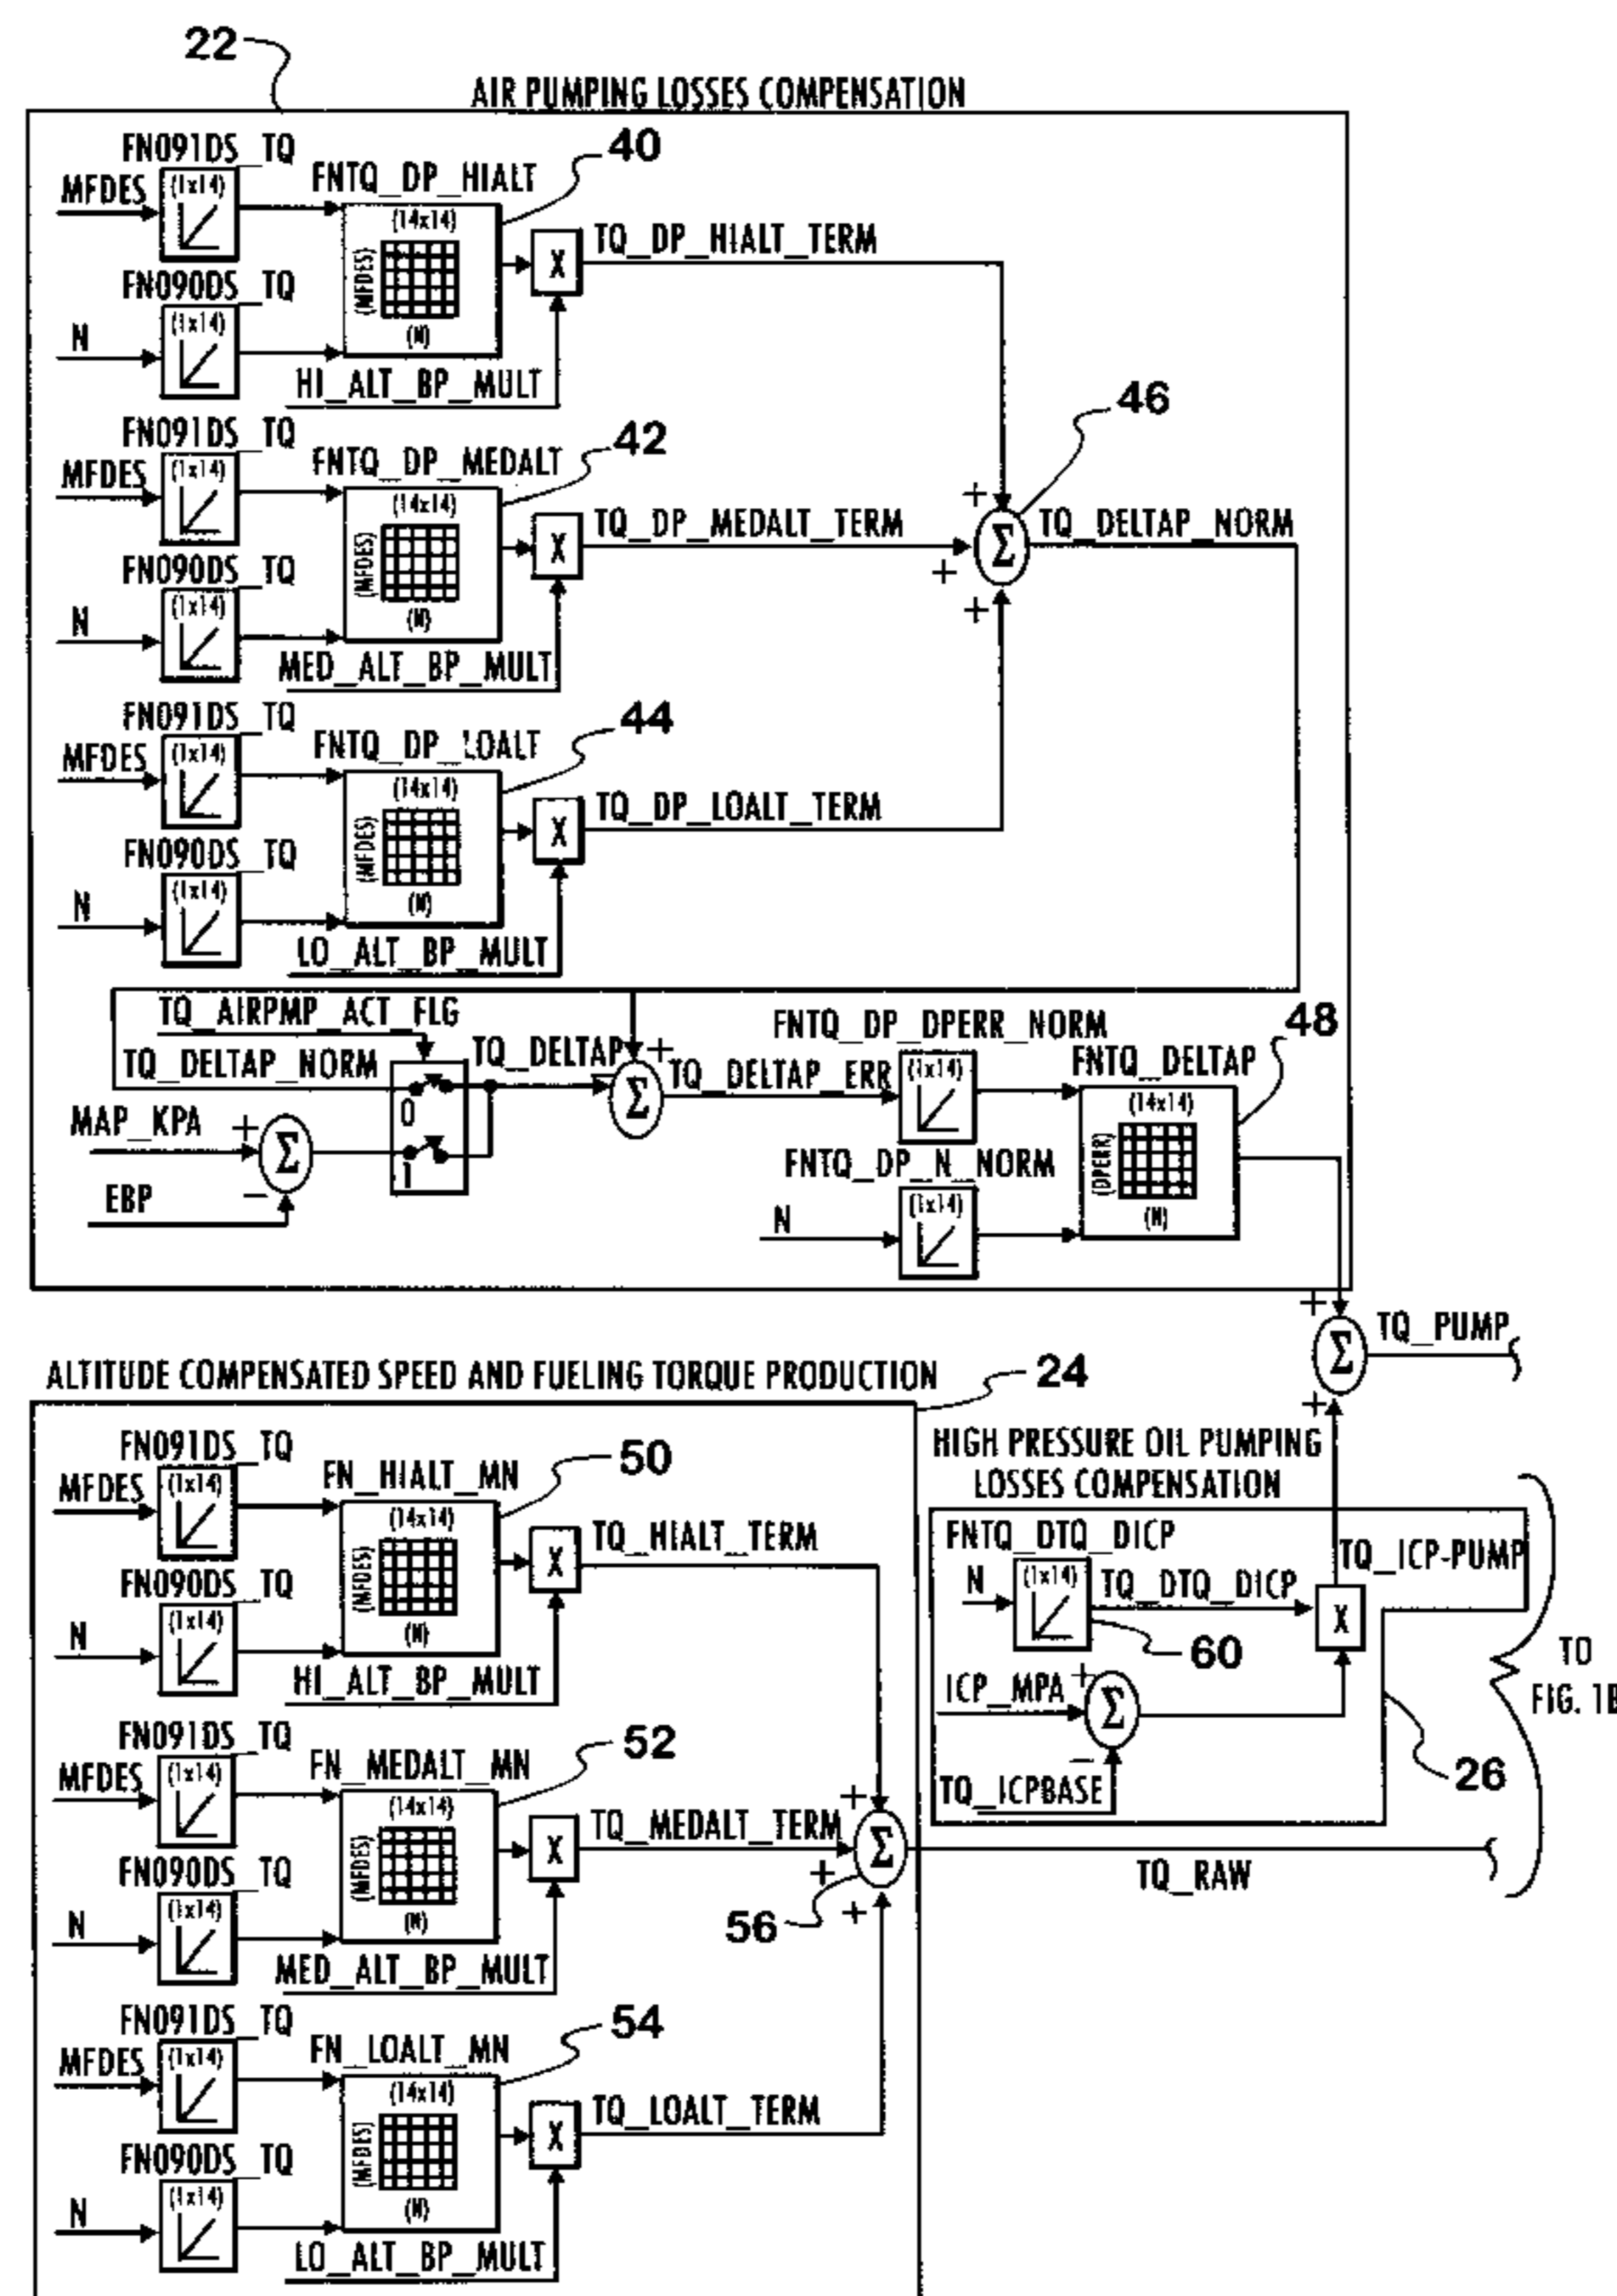 22
AIR PUMPING LOSSES COMPENSATION
FN091DS_TQ
MFDES
(1x14)
FNTQ_DP_HIALT
40
(14x14)
(MFDES)
(N)
X
TQ_DP_HIALT_TERM
FN090DS_TQ
N
(1x14)
HI_ALT_BP_MULT
FN091DS_TQ
MFDES
(1x14)
FNTQ_DP_MEDALT
42
(14x14)
(MFDES)
(N)
X
TQ_DP_MEDALT_TERM
FN090DS_TQ
N
(1x14)
MED_ALT_BP_MULT
46
+
+
+
Σ
TQ_DELTAP_NORM
FN091DS_TQ
MFDES
(1x14)
FNTQ_DP_LOALT
44
(14x14)
(MFDES)
(N)
X
TQ_DP_LOALT_TERM
FN090DS_TQ
N
(1x14)
LO_ALT_BP_MULT
TQ_AIRPMP_ACT_FLG
TQ_DELTAP_NORM
0
1
MAP_KPA
+
Σ
−
EBP
TQ_DELTAP
+
−
Σ
TQ_DELTAP_ERR
FNTQ_DP_DPERR_NORM
(1x14)
FNTQ_DP_N_NORM
N
(1x14)
FNTQ_DELTAP
48
(14x14)
(DPERR)
(N)
+
Σ
+
TQ_PUMP
ALTITUDE COMPENSATED SPEED AND FUELING TORQUE PRODUCTION
24
FN091DS_TQ
MFDES
(1x14)
FN_HIALT_MN
50
(14x14)
(MFDES)
(N)
X
TQ_HIALT_TERM
FN090DS_TQ
N
(1x14)
HI_ALT_BP_MULT
FN091DS_TQ
MFDES
(1x14)
FN_MEDALT_MN
52
(14x14)
(MFDES)
(N)
X
TQ_MEDALT_TERM
FN090DS_TQ
N
(1x14)
MED_ALT_BP_MULT
+
+
+
Σ
56
TQ_RAW
FN091DS_TQ
MFDES
(1x14)
FN_LOALT_MN
54
(14x14)
(MFDES)
(N)
X
TQ_LOALT_TERM
FN090DS_TQ
N
(1x14)
LO_ALT_BP_MULT
HIGH PRESSURE OIL PUMPING
LOSSES COMPENSATION
FNTQ_DTQ_DICP
N
(1x14)
TQ_DTQ_DICP
60
X
TQ_ICP-PUMP
ICP_MPA
+
Σ
−
TQ_ICPBASE
26
TO
FIG. 1B